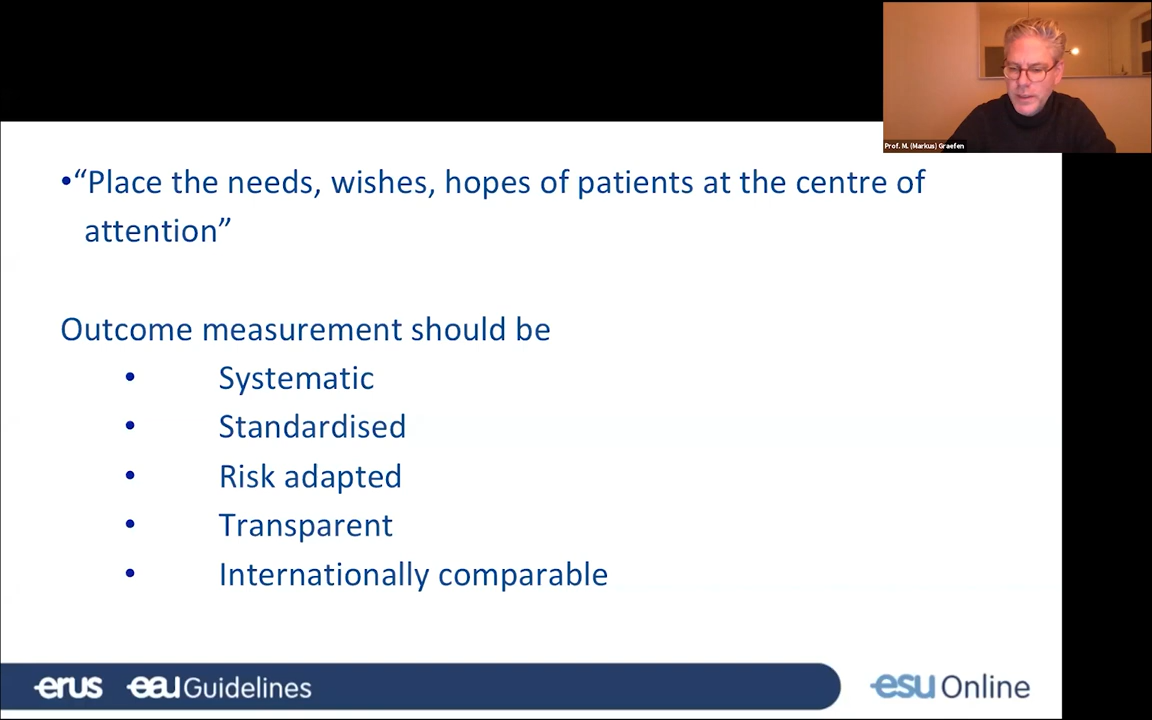 Prof. M. (Markus) Graefen
•“Place the needs, wishes, hopes of patients at the centre of
attention”
Outcome measurement should be
• Systematic
• Standardised
• Risk adapted
• Transparent
• Internationally comparable
erus eau Guidelines esu Online